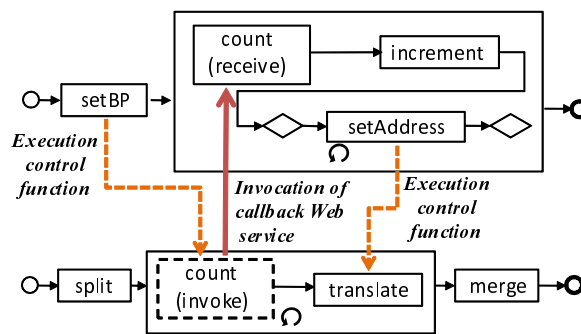 count
(receive)
increment
setBP
setAddress
Execution
control
function
Invocation of
callback Web
service
Execution
control
function
split
count
(invoke)
translate
merge